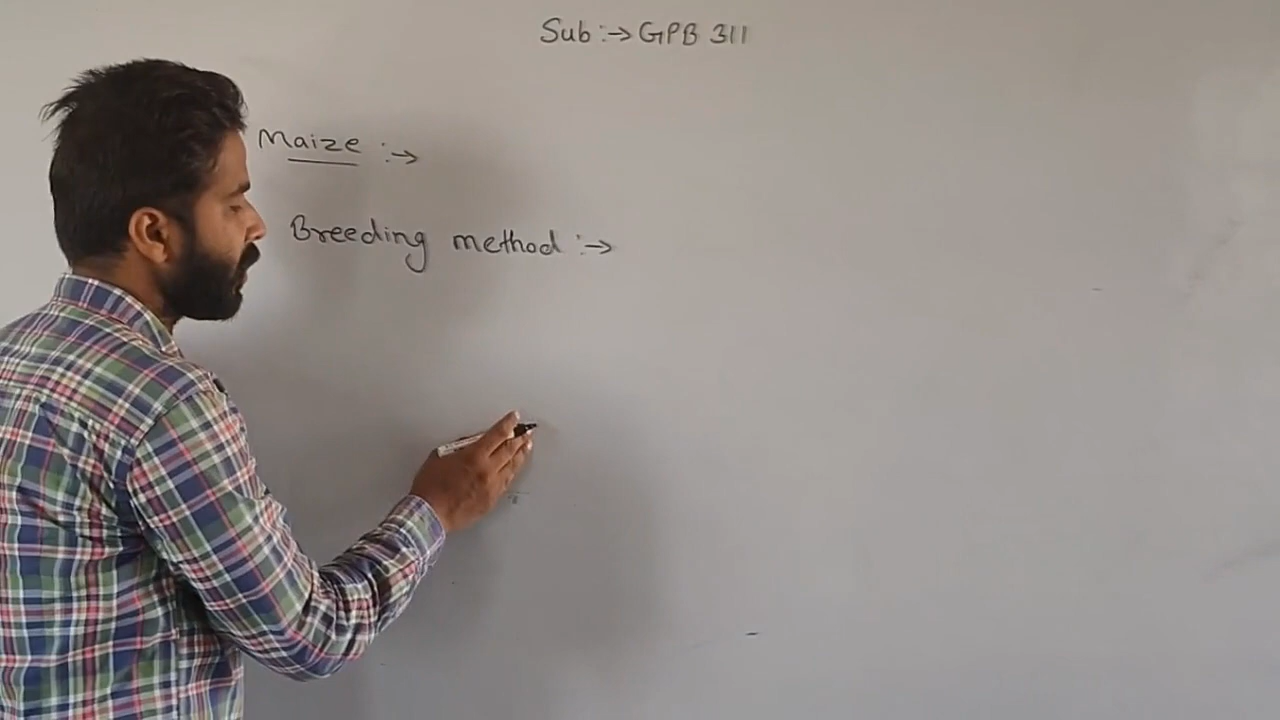 Sub :→ GPB 311
Maize :→
Breeding method :→